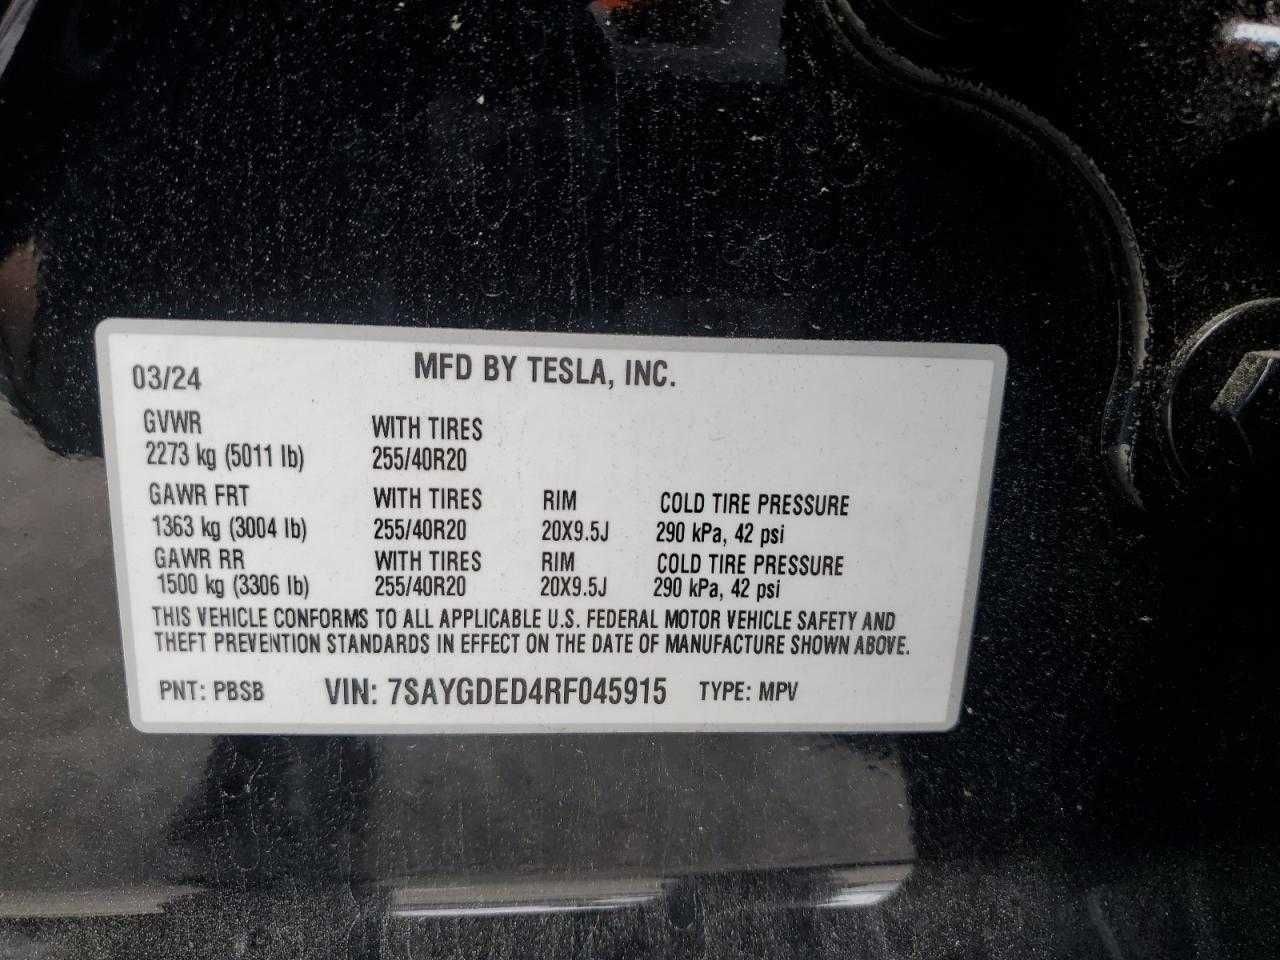 MFD BY TESLA, INC.
03/24
GVWR
2273 kg (5011 lb) WITH TIRES
255/40R20
GAWR FRT WITH TIRES RIM COLD TIRE PRESSURE
1363 kg (3004 lb) 255/40R20 20X9.5J 290 kPa, 42 psi
GAWR RR WITH TIRES RIM COLD TIRE PRESSURE
1500 kg (3306 lb) 255/40R20 20X9.5J 290 kPa, 42 psi
THIS VEHICLE CONFORMS TO ALL APPLICABLE U.S. FEDERAL MOTOR VEHICLE SAFETY AND
THEFT PREVENTION STANDARDS IN EFFECT ON THE DATE OF MANUFACTURE SHOWN ABOVE.
PNT: PBSB VIN: 7SAYGDED4RF045915 TYPE: MPV